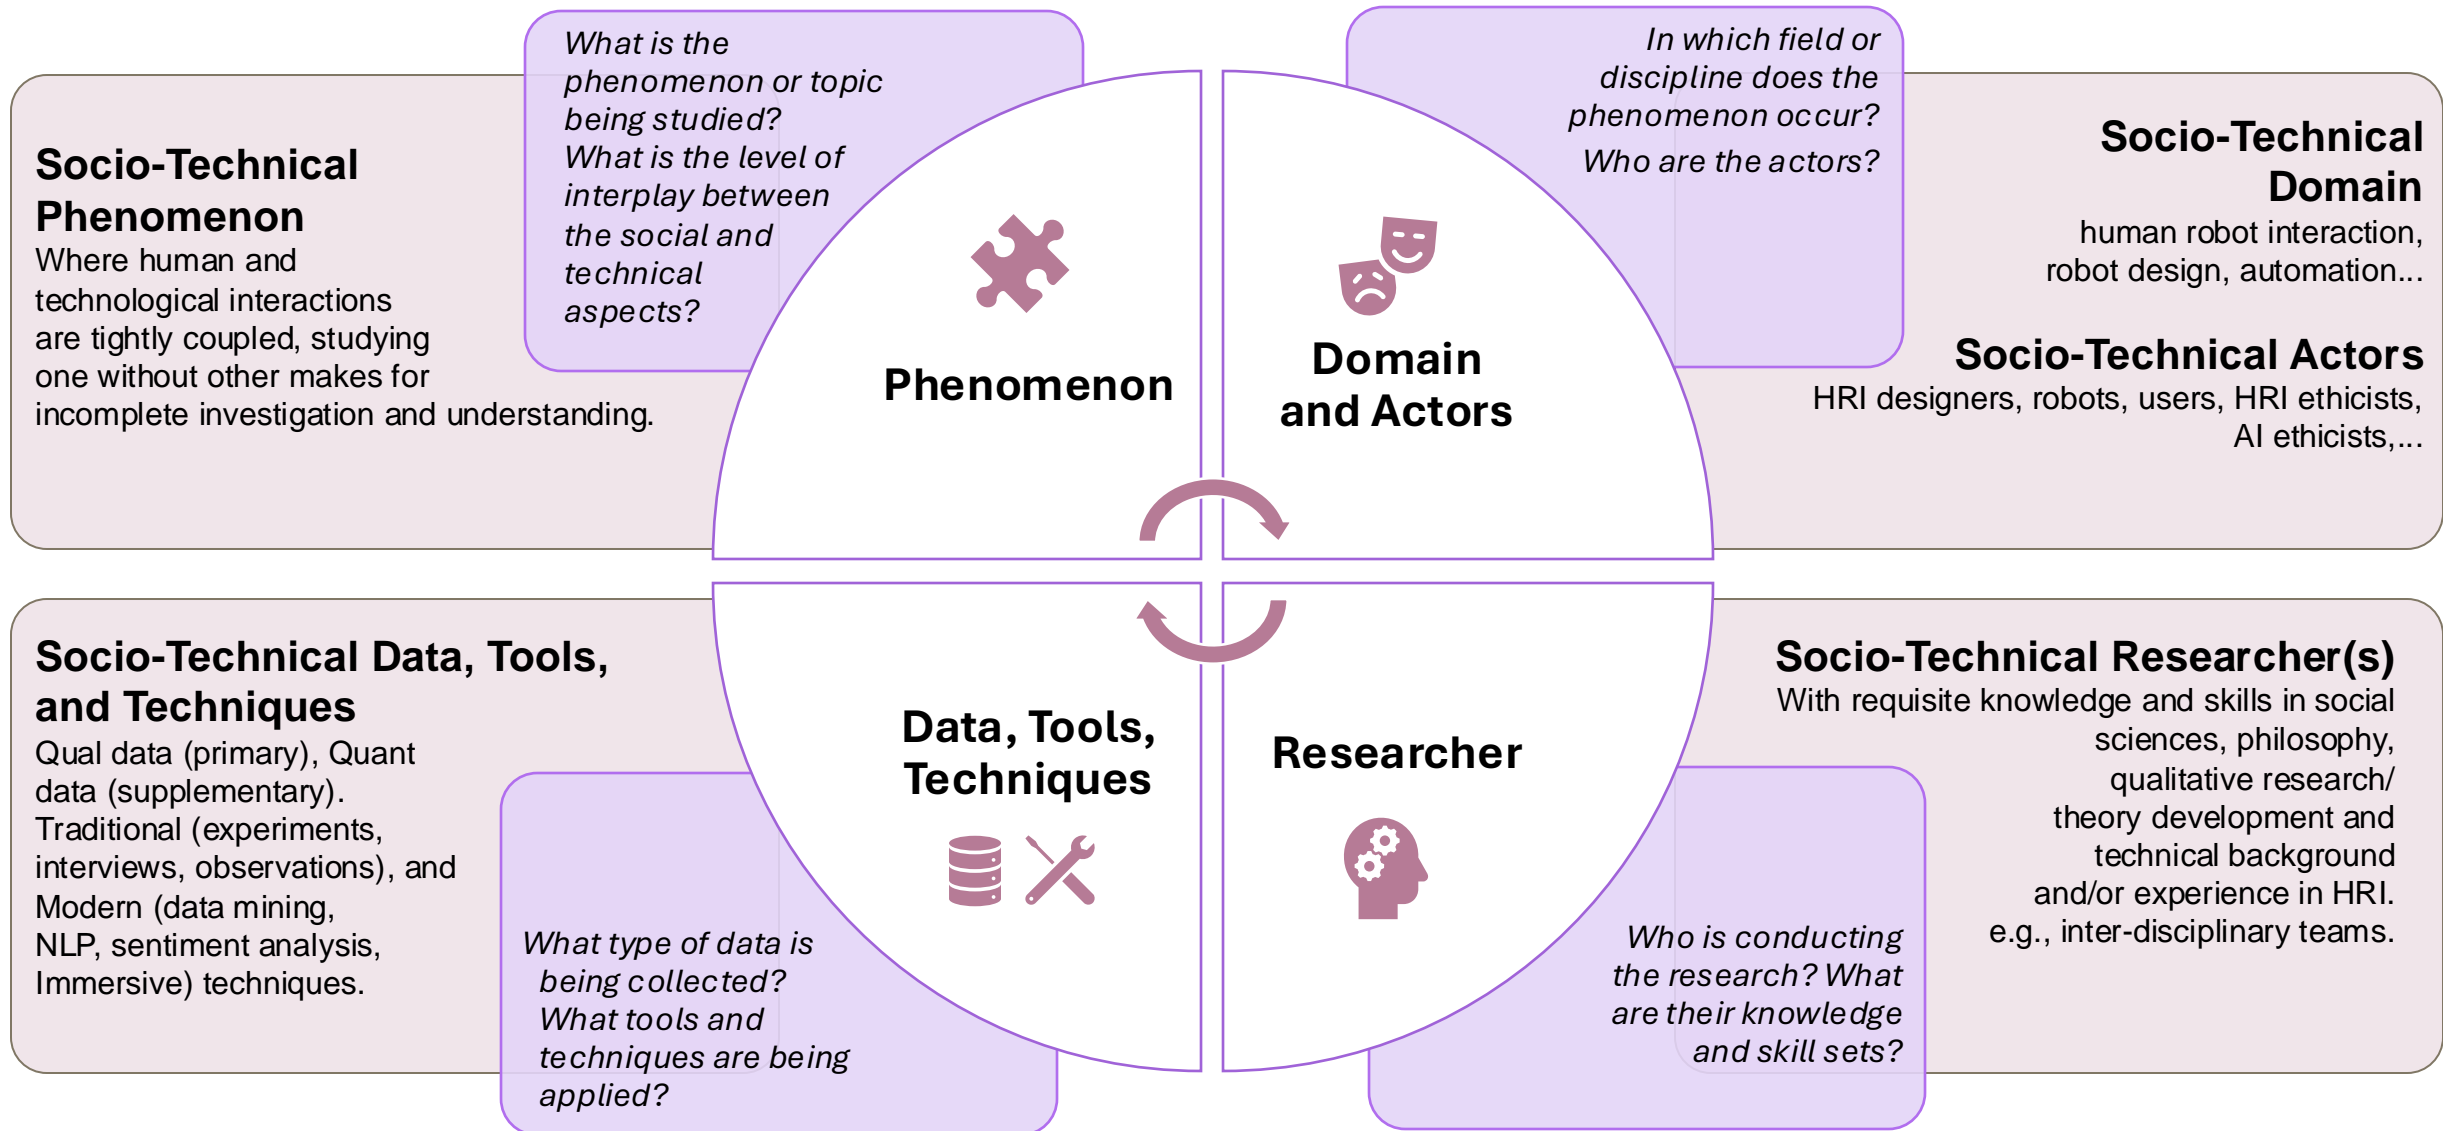 Socio-Technical
Phenomenon
Where human and
technological interactions
are tightly coupled, studying
one without other makes for
incomplete investigation and understanding.
What is the
phenomenon or topic
being studied?
What is the level of
interplay between
the social and
technical
aspects?
Phenomenon
In which field or
discipline does the
phenomenon occur?
Who are the actors?
Domain
and Actors
Socio-Technical
Domain
human robot interaction,
robot design, automation...
Socio-Technical Actors
HRI designers, robots, users, HRI ethicists,
AI ethicists,...
Socio-Technical Data, Tools,
and Techniques
Qual data (primary), Quant
data (supplementary).
Traditional (experiments,
interviews, observations), and
Modern (data mining,
NLP, sentiment analysis,
Immersive) techniques.
What type of data is
being collected?
What tools and
techniques are being
applied?
Data, Tools,
Techniques
Researcher
Who is conducting
the research? What
are their knowledge
and skill sets?
Socio-Technical Researcher(s)
With requisite knowledge and skills in social
sciences, philosophy,
qualitative research/
theory development and
technical background
and/or experience in HRI.
e.g., inter-disciplinary teams.